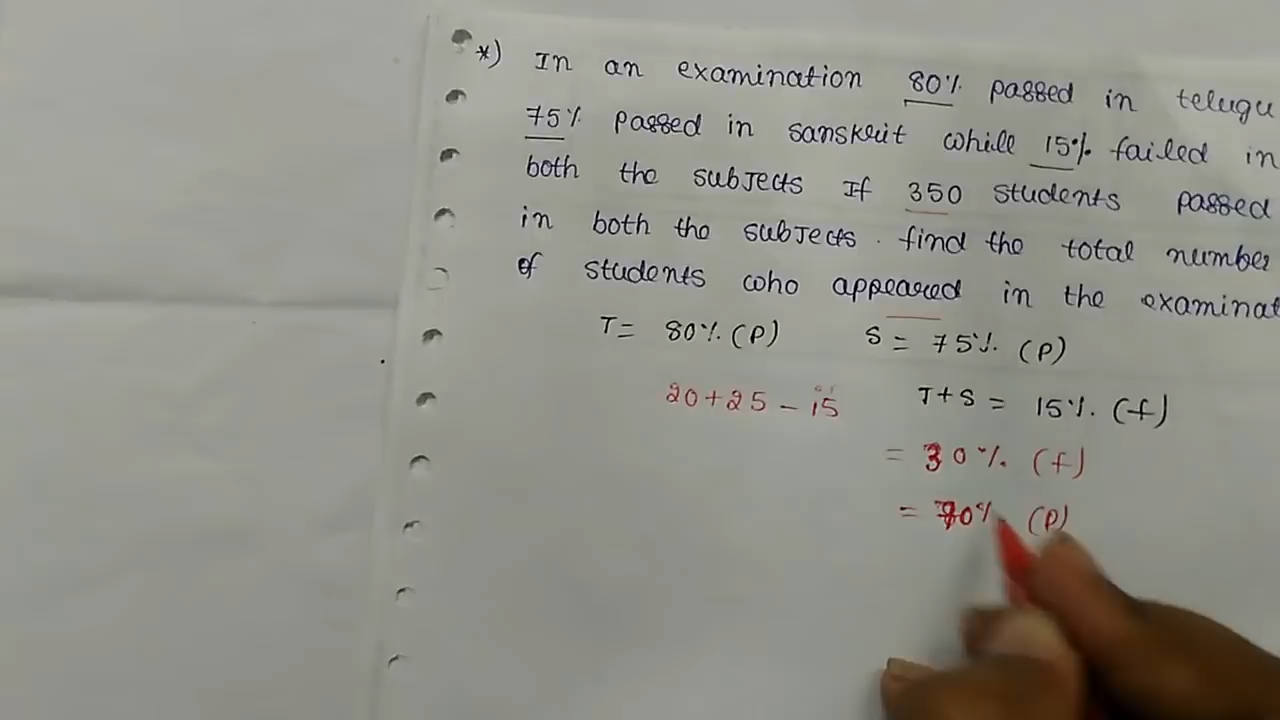 *) In an examination 80% passed in telugu
75% passed in sanskrit while 15% failed in
both the subjects If 350 students passed
in both the subjects. find the total number
of students who appeared in the examinat
T= 80% (P) S = 75% (P)
20+25-15 T+S = 15% (f)
= 30% (f)
= 70% (P)